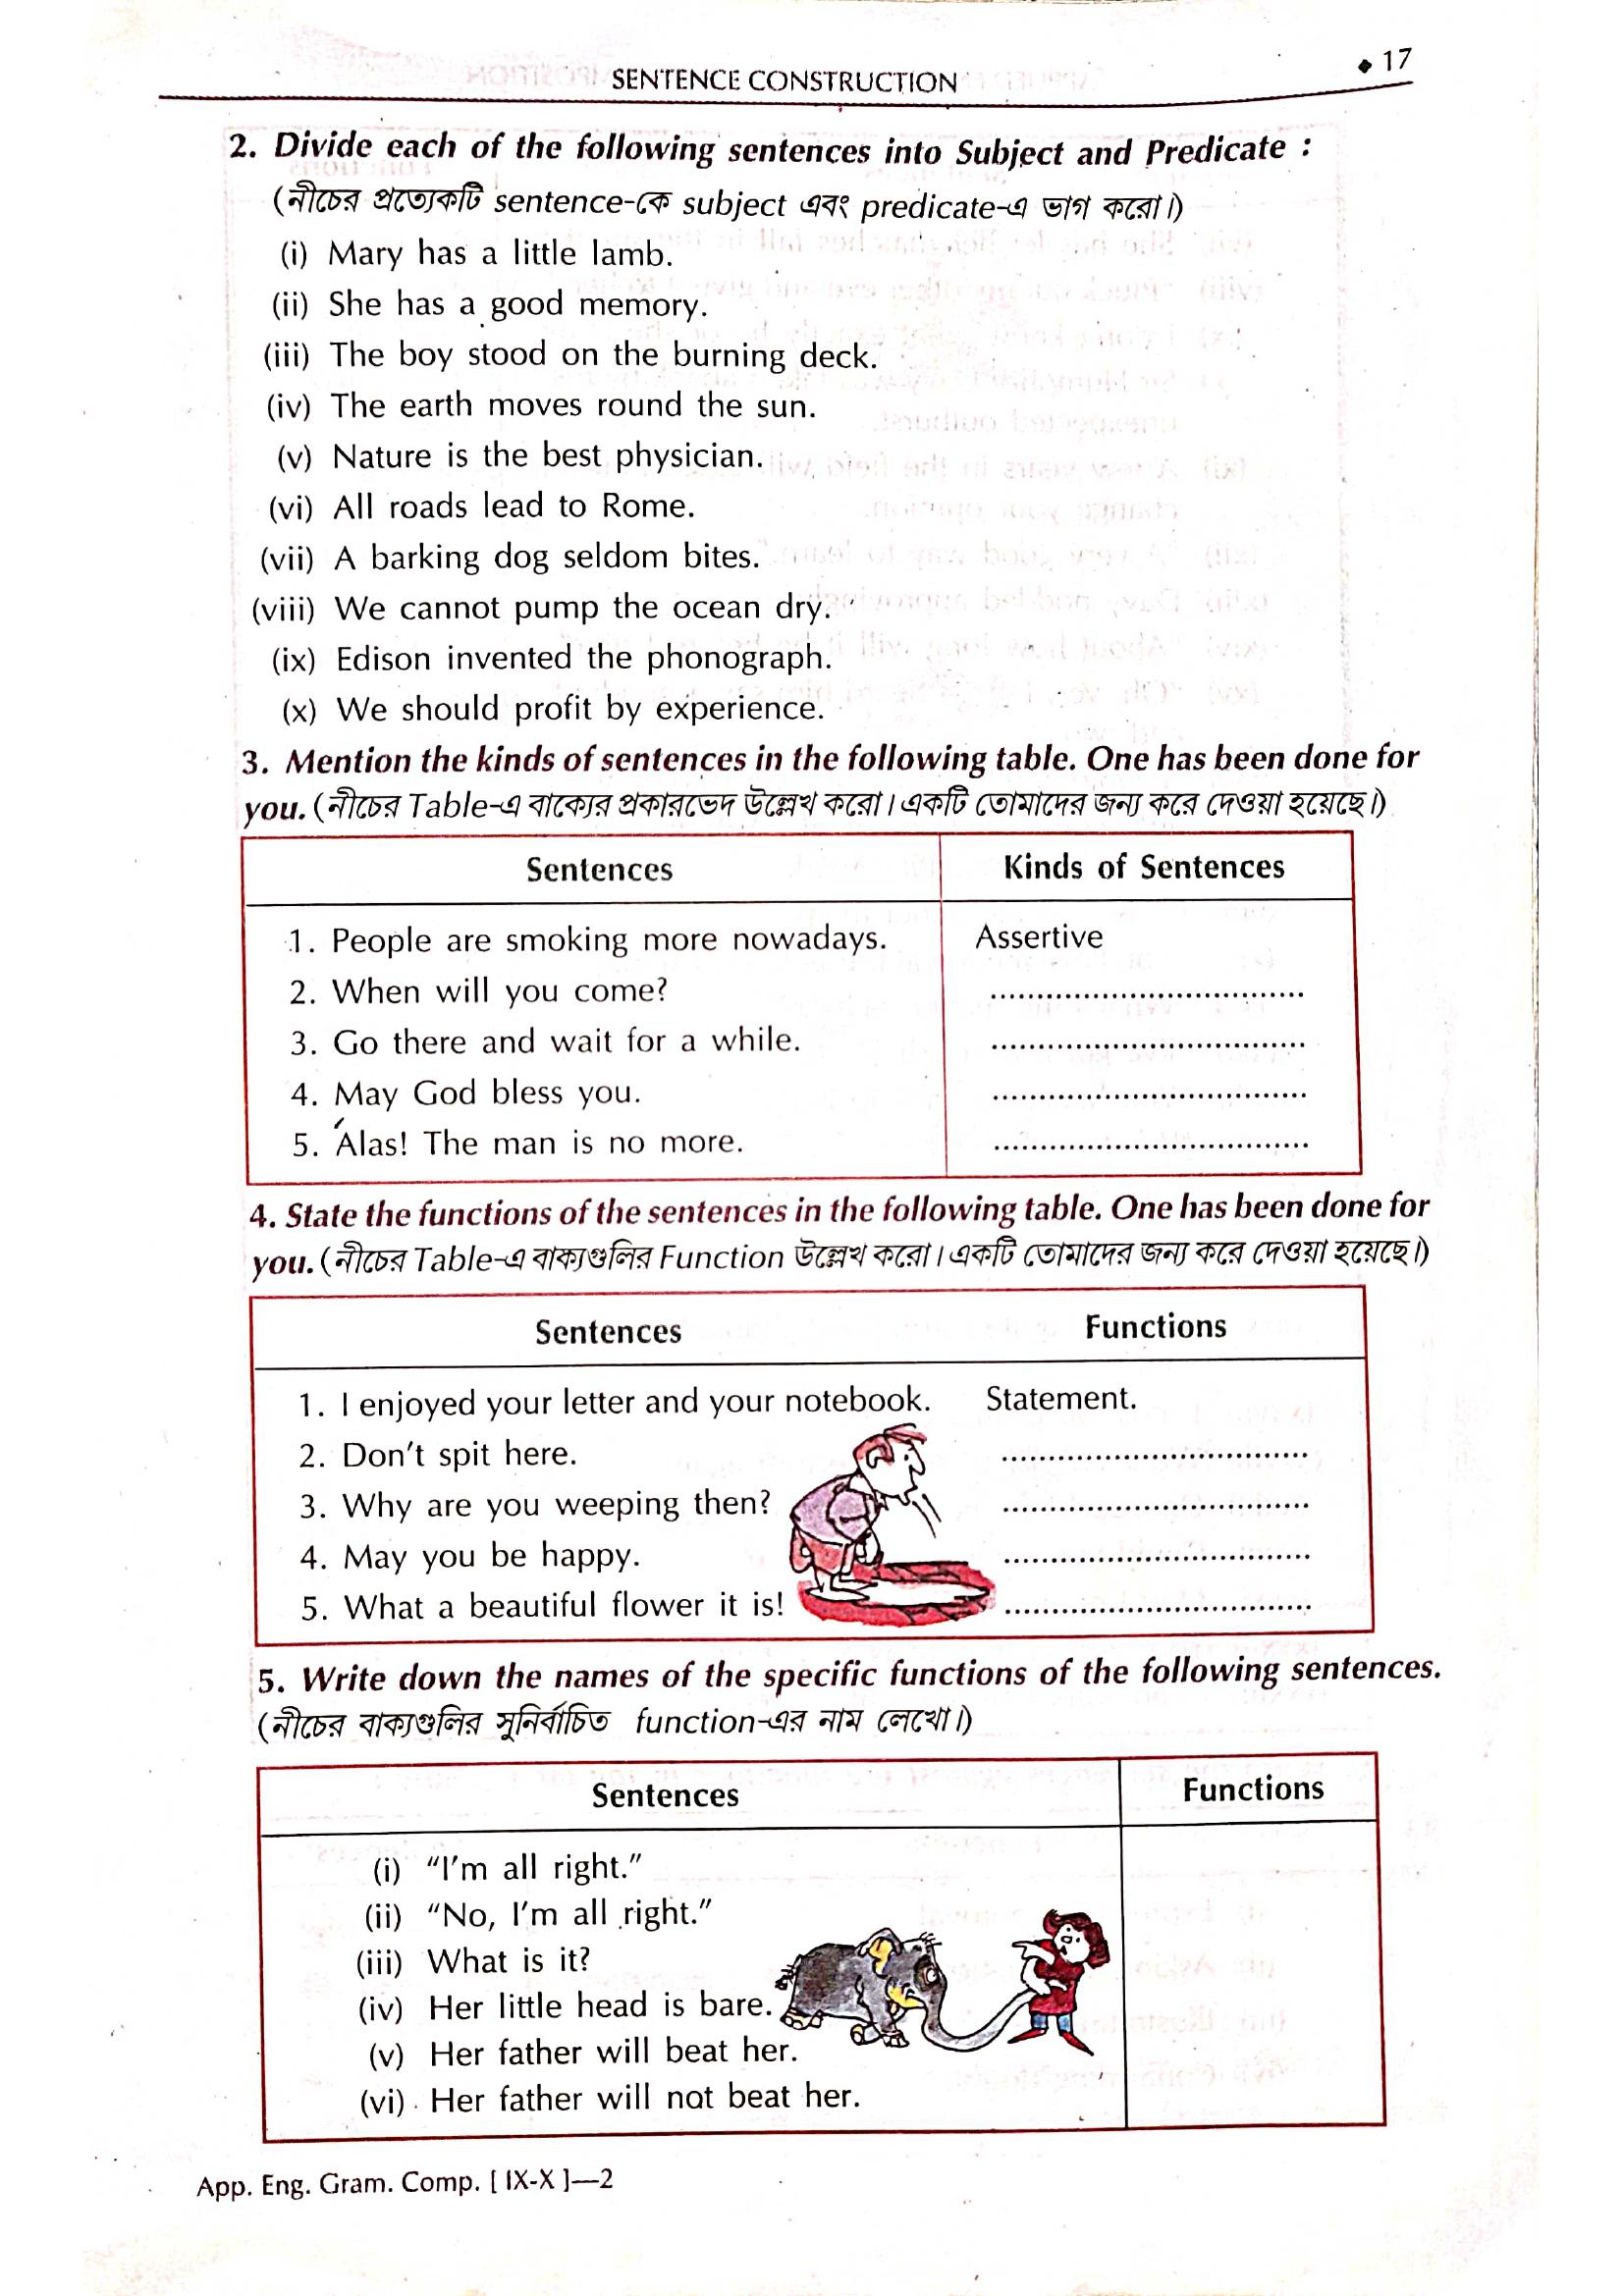 SENTENCE CONSTRUCTION
◆ 17
2. Divide each of the following sentences into Subject and Predicate :
(নীচের প্রত্যেকটি sentence-কে subject এবং predicate-এ ভাগ করো।)
(i) Mary has a little lamb.
(ii) She has a good memory.
(iii) The boy stood on the burning deck.
(iv) The earth moves round the sun.
(v) Nature is the best physician.
(vi) All roads lead to Rome.
(vii) A barking dog seldom bites.
(viii) We cannot pump the ocean dry.
(ix) Edison invented the phonograph.
(x) We should profit by experience.
3. Mention the kinds of sentences in the following table. One has been done for
you. (নীচের Table-এ বাক্যের প্রকারভেদ উল্লেখ করো। একটি তোমাদের জন্য করে দেওয়া হয়েছে।)
Sentences Kinds of Sentences
1. People are smoking more nowadays. Assertive
2. When will you come? ..................................
3. Go there and wait for a while. ..................................
4. May God bless you. ..................................
5. Alas! The man is no more. ..................................
4. State the functions of the sentences in the following table. One has been done for
you. (নীচের Table-এ বাক্যগুলির Function উল্লেখ করো। একটি তোমাদের জন্য করে দেওয়া হয়েছে।)
Sentences Functions
1. I enjoyed your letter and your notebook. Statement.
2. Don't spit here. ..................................
3. Why are you weeping then? ..................................
4. May you be happy. ..................................
5. What a beautiful flower it is! ..................................
5. Write down the names of the specific functions of the following sentences.
(নীচের বাক্যগুলির সুনির্বাচিত function-এর নাম লেখো।)
Sentences Functions
(i) "I'm all right."
(ii) "No, I'm all right."
(iii) What is it?
(iv) Her little head is bare.
(v) Her father will beat her.
(vi) Her father will not beat her.
App. Eng. Gram. Comp. [ IX-X ]—2